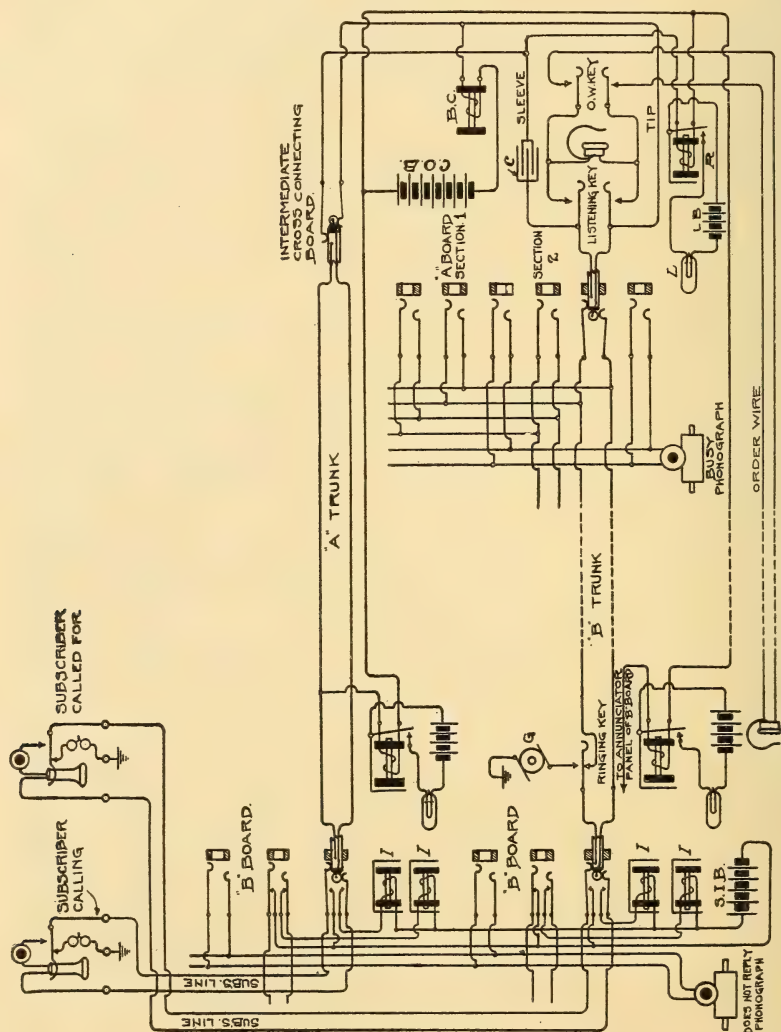 SUBSCRIBER
CALLED FOR
SUBSCRIBER
CALLING
"A" TRUNK
INTERMEDIATE
CROSS CONNECTING
BOARD.
B.C.
C.O.B.
SLEEVE
C
O.W. KEY
LISTENING KEY
TIP
R
L B
L
"A" BOARD
SECTION 1
SECTION
2
BUSY
PHONOGRAPH
ORDER WIRE
"B" TRUNK
G
RINGING KEY
TO ANNUNCIATOR
PANEL OF "B" BOARD
"B" BOARD.
I
I
"B" BOARD
I
I
S.I.B.
SUB'S. LINE
SUB'S. LINE
DOES NOT REPLY
PHONOGRAPH